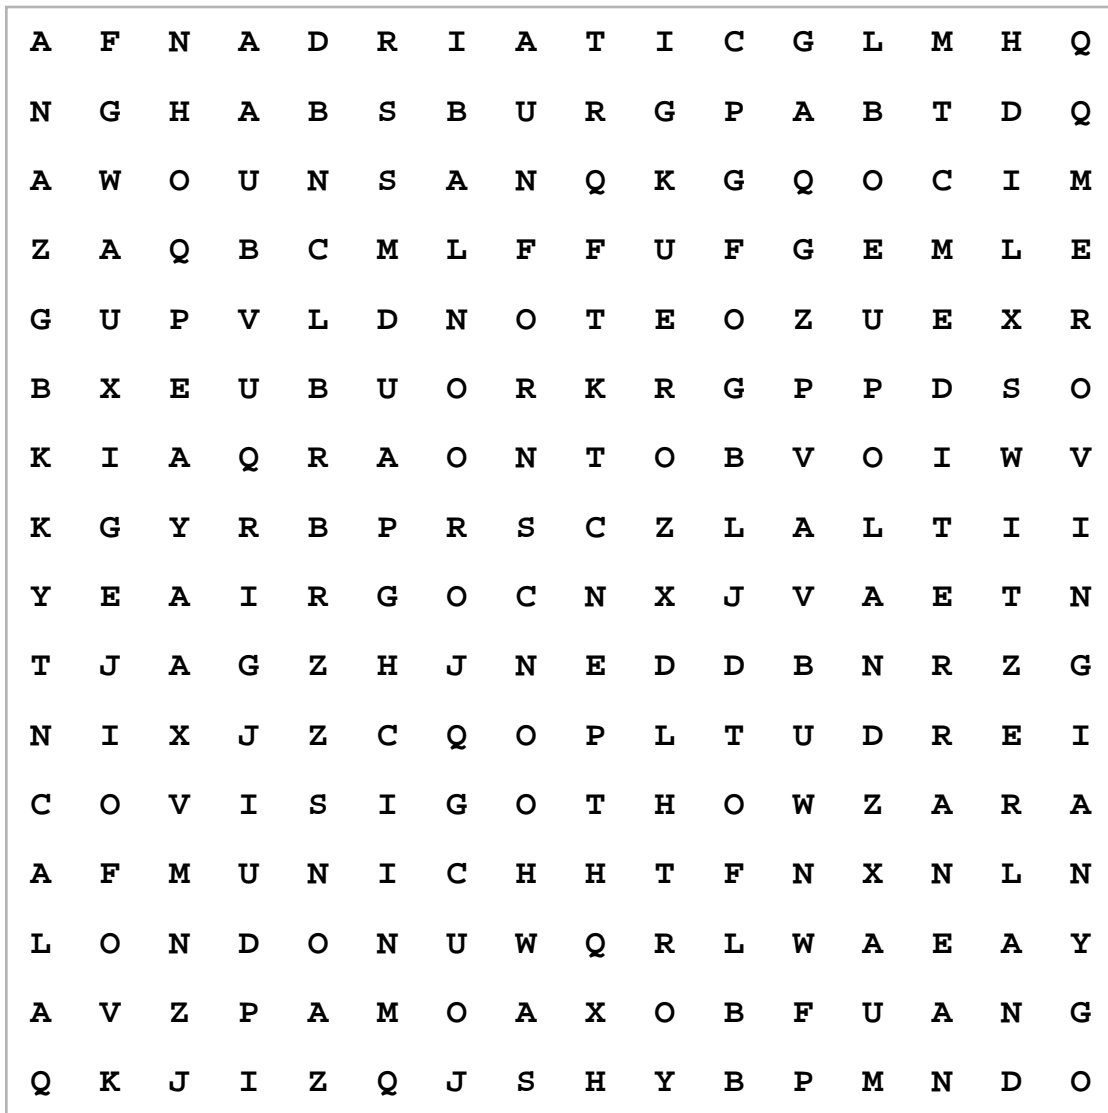 A F N A D R I A T I C G L M H Q
N G H A B S B U R G P A B T D Q
A W O U N S A N Q K G Q O C I M
Z A Q B C M L F F U F G E M L E
G U P V L D N O T E O Z U E X R
B X E U B U O R K R G P P D S O
K I A Q R A O N T O B V O I W V
K G Y R B P R S C Z L A L T I I
Y E A I R G O C N X J V A E T N
T J A G Z H J N E D D B N R Z G
N I X J Z C Q O P L T U D R E I
C O V I S I G O T H O W Z A R A
A F M U N I C H H T F N X N L N
L O N D O N U W Q R L W A E A Y
A V Z P A M O A X O B F U A N G
Q K J I Z Q J S H Y B P M N D O